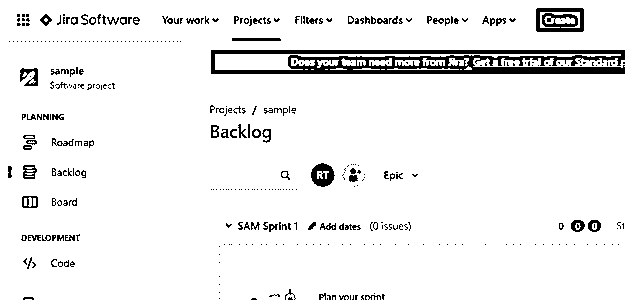 Jira Software Your work Projects Filters Dashboards People Apps Create
Does your team need more from Jira? Get a free trial of our Standard
sample
Software project
Projects / sample
PLANNING
Backlog
Roadmap
Backlog
RT Epic
Board
SAM Sprint 1 Add dates (0 issues) 0 0 0
DEVELOPMENT
Code
Plan your sprint